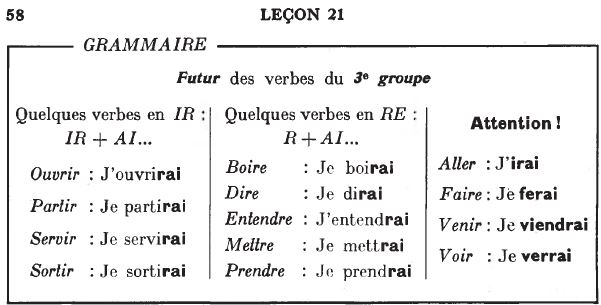 58 LEÇON 21
GRAMMAIRE
Futur des verbes du 3e groupe
Quelques verbes en IR :
IR + AI...
Ouvrir : J'ouvrirai
Partir : Je partirai
Servir : Je servirai
Sortir : Je sortirai
Quelques verbes en RE :
R + AI...
Boire : Je boirai
Dire : Je dirai
Entendre : J'entendrai
Mettre : Je mettrai
Prendre : Je prendrai
Attention !
Aller : J'irai
Faire : Je ferai
Venir : Je viendrai
Voir : Je verrai